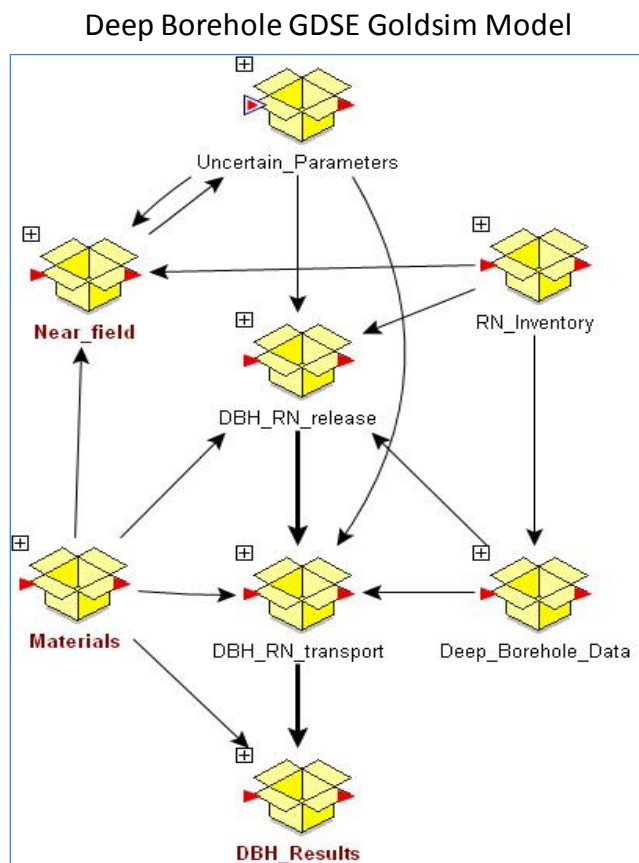 Deep Borehole GDSE Goldsim Model
Uncertain_Parameters
Near_field
RN_Inventory
DBH_RN_release
Materials
DBH_RN_transport
Deep_Borehole_Data
DBH_Results